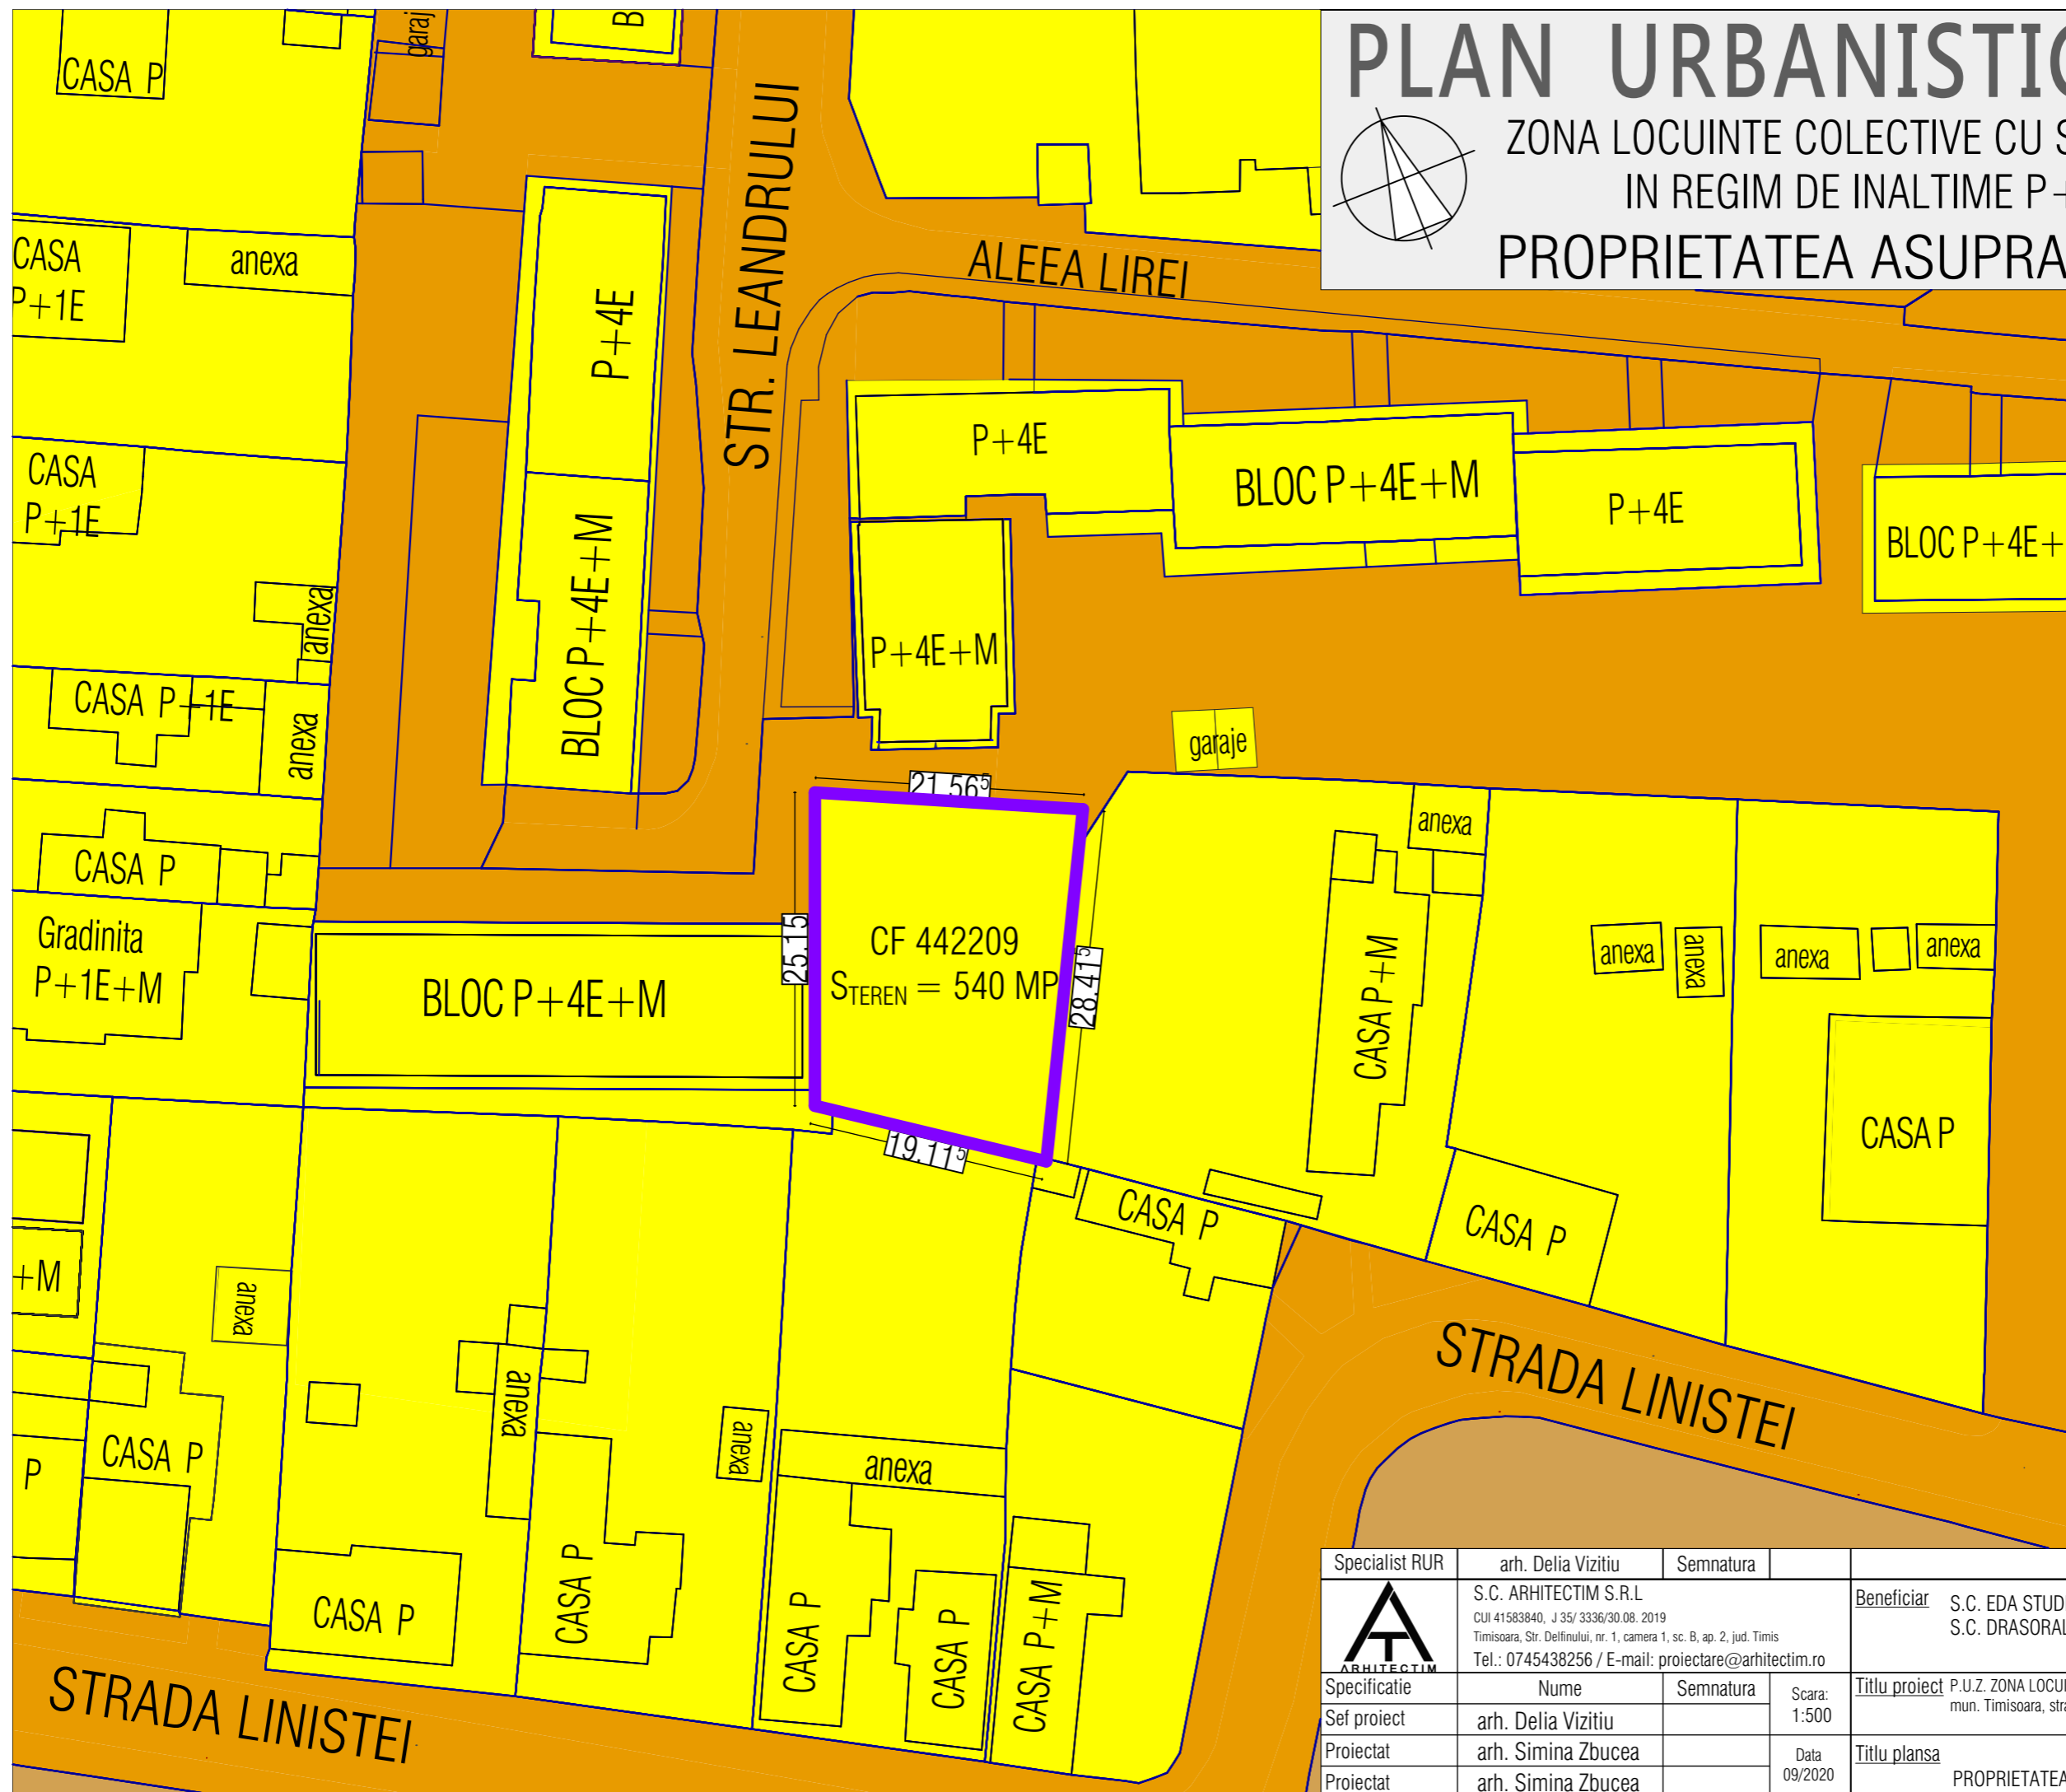 PLAN URBANISTIC
ZONA LOCUINTE COLECTIVE CU S
IN REGIM DE INALTIME P+
PROPRIETATEA ASUPRA
garaj
B
CASA P
STR. LEANDRULUI
ALEEA LIREI
CASA
P+1E
anexa
P+4E
P+4E
BLOC P+4E+M
P+4E
BLOC P+4E+
CASA
P+1E
anexa
BLOC P+4E+M
P+4E+M
CASA P+1E
anexa
garaje
21.56⁵
CASA P
anexa
Gradinita
P+1E+M
BLOC P+4E+M
25.15
CF 442209
STEREN = 540 MP
28.41⁵
CASA P+M
anexa
anexa
anexa
anexa
CASA P
19.11⁵
CASA P
CASA P
+M
anexa
STRADA LINISTEI
P
CASA P
anexa
anexa
anexa
CASA P
CASA P
CASA P
CASA P
CASA P+M
STRADA LINISTEI
Specialist RUR
arh. Delia Vizitiu
Semnatura
ARHITECTIM
S.C. ARHITECTIM S.R.L
CUI 41583840, J 35/ 3336/30.08. 2019
Timisoara, Str. Delfinului, nr. 1, camera 1, sc. B, ap. 2, jud. Timis
Tel.: 0745438256 / E-mail: proiectare@arhitectim.ro
Beneficiar
S.C. EDA STUDI
S.C. DRASORAL
Specificatie
Nume
Semnatura
Scara:
1:500
Titlu proiect
P.U.Z. ZONA LOCUI
mun. Timisoara, stra
Sef proiect
arh. Delia Vizitiu
Proiectat
arh. Simina Zbucea
Data
09/2020
Titlu plansa
PROPRIETATEA
Proiectat
arh. Simina Zbucea